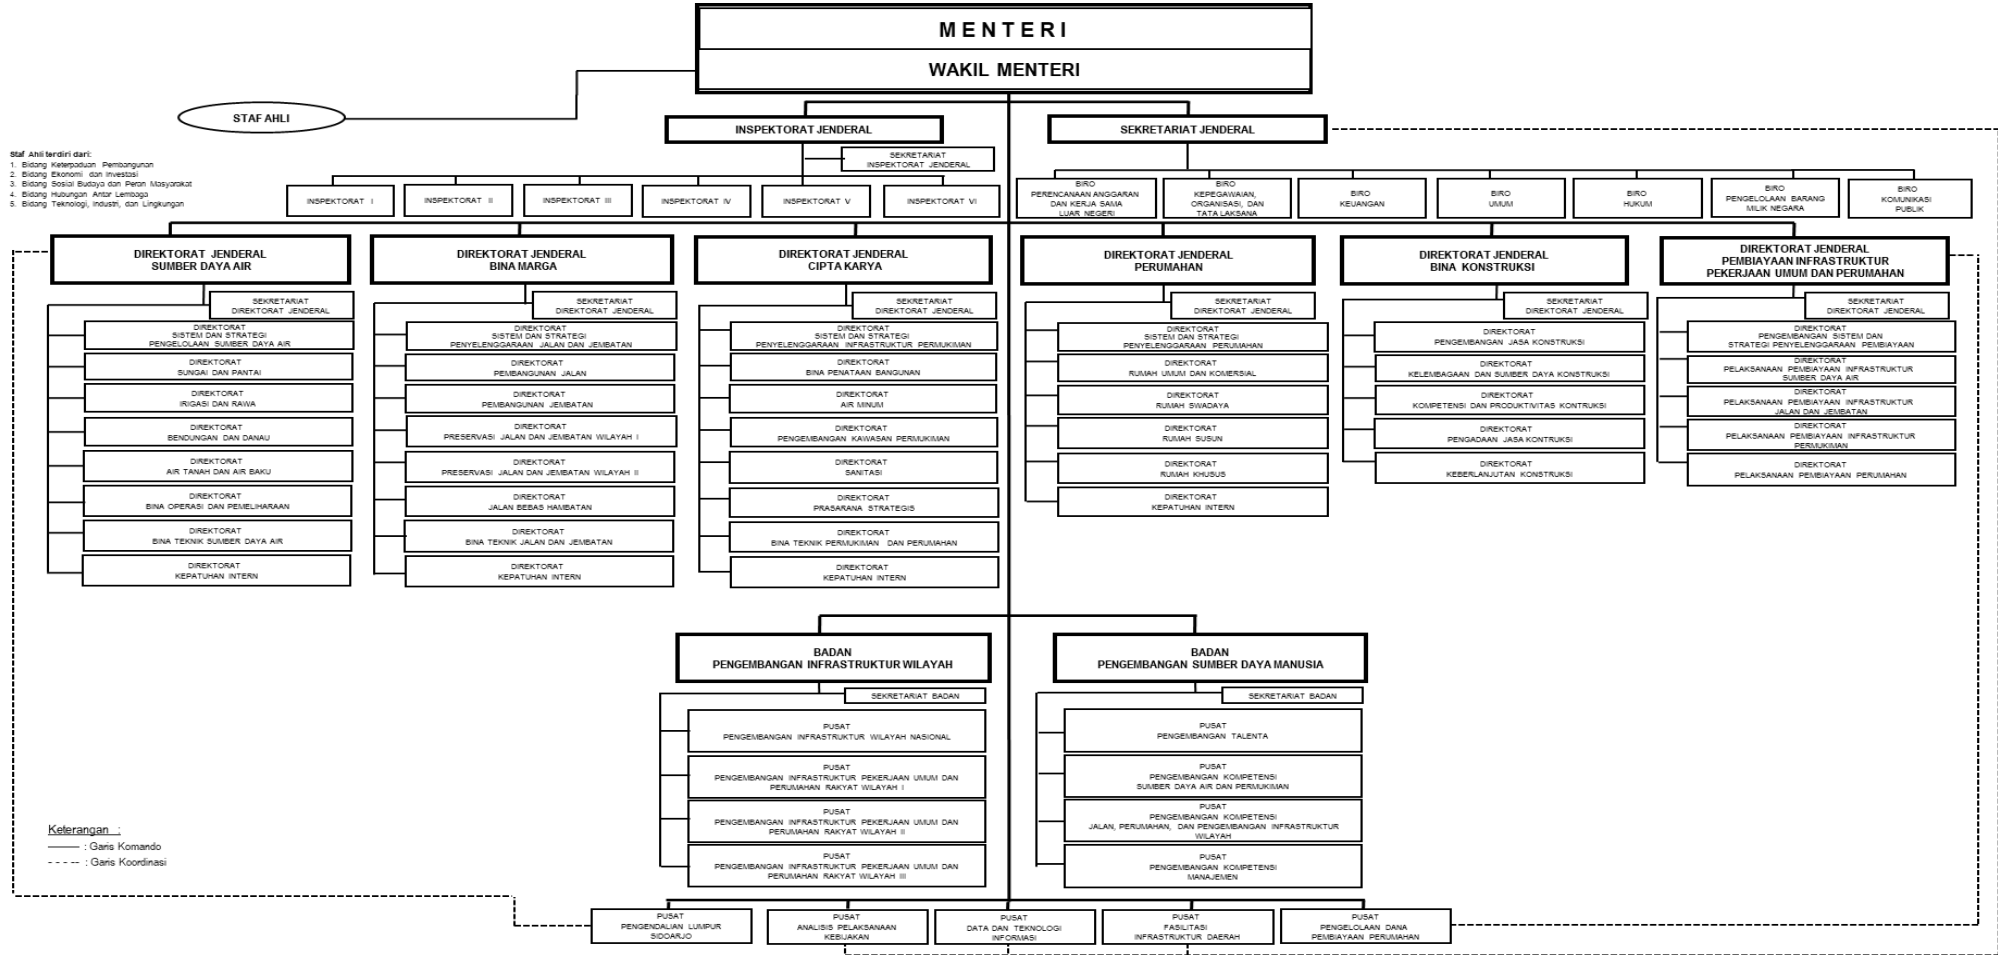 MENTERI
WAKIL MENTERI
STAF AHLI
INSPEKTORAT JENDERAL
SEKRETARIAT JENDERAL
Staf Ahli terdiri dari:
1. Bidang Keterpaduan Pembangunan
2. Bidang Ekonomi dan Investasi
3. Bidang Sosial Budaya dan Peran Masyarakat
4. Bidang Hubungan Antar Lembaga
5. Bidang Teknologi, Industri, dan Lingkungan
SEKRETARIAT
INSPEKTORAT JENDERAL
INSPEKTORAT I
INSPEKTORAT II
INSPEKTORAT III
INSPEKTORAT IV
INSPEKTORAT V
INSPEKTORAT VI
BIRO
PERENCANAAN ANGGARAN
DAN KERJA SAMA
LUAR NEGERI
BIRO
KEPEGAWAIAN,
ORGANISASI, DAN
TATA LAKSANA
BIRO
KEUANGAN
BIRO
UMUM
BIRO
HUKUM
BIRO
PENGELOLAAN BARANG
MILIK NEGARA
BIRO
KOMUNIKASI
PUBLIK
DIREKTORAT JENDERAL
SUMBER DAYA AIR
SEKRETARIAT
DIREKTORAT JENDERAL
DIREKTORAT
SISTEM DAN STRATEGI
PENGELOLAAN SUMBER DAYA AIR
DIREKTORAT
SUNGAI DAN PANTAI
DIREKTORAT
IRIGASI DAN RAWA
DIREKTORAT
BENDUNGAN DAN DANAU
DIREKTORAT
AIR TANAH DAN AIR BAKU
DIREKTORAT
BINA OPERASI DAN PEMELIHARAAN
DIREKTORAT
BINA TEKNIK SUMBER DAYA AIR
DIREKTORAT
KEPATUHAN INTERN
DIREKTORAT JENDERAL
BINA MARGA
SEKRETARIAT
DIREKTORAT JENDERAL
DIREKTORAT
SISTEM DAN STRATEGI
PENYELENGGARAAN JALAN DAN JEMBATAN
DIREKTORAT
PEMBANGUNAN JALAN
DIREKTORAT
PEMBANGUNAN JEMBATAN
DIREKTORAT
PRESERVASI JALAN DAN JEMBATAN WILAYAH I
DIREKTORAT
PRESERVASI JALAN DAN JEMBATAN WILAYAH II
DIREKTORAT
JALAN BEBAS HAMBATAN
DIREKTORAT
BINA TEKNIK JALAN DAN JEMBATAN
DIREKTORAT
KEPATUHAN INTERN
DIREKTORAT JENDERAL
CIPTA KARYA
SEKRETARIAT
DIREKTORAT JENDERAL
DIREKTORAT
SISTEM DAN STRATEGI
PENYELENGGARAAN INFRASTRUKTUR PERMUKIMAN
DIREKTORAT
BINA PENATAAN BANGUNAN
DIREKTORAT
AIR MINUM
DIREKTORAT
PENGEMBANGAN KAWASAN PERMUKIMAN
DIREKTORAT
SANITASI
DIREKTORAT
PRASARANA STRATEGIS
DIREKTORAT
BINA TEKNIK PERMUKIMAN DAN PERUMAHAN
DIREKTORAT
KEPATUHAN INTERN
DIREKTORAT JENDERAL
PERUMAHAN
SEKRETARIAT
DIREKTORAT JENDERAL
DIREKTORAT
SISTEM DAN STRATEGI
PENYELENGGARAAN PERUMAHAN
DIREKTORAT
RUMAH UMUM DAN KOMERSIAL
DIREKTORAT
RUMAH SWADAYA
DIREKTORAT
RUMAH SUSUN
DIREKTORAT
RUMAH KHUSUS
DIREKTORAT
KEPATUHAN INTERN
DIREKTORAT JENDERAL
BINA KONSTRUKSI
SEKRETARIAT
DIREKTORAT JENDERAL
DIREKTORAT
PENGEMBANGAN JASA KONSTRUKSI
DIREKTORAT
KELEMBAGAAN DAN SUMBER DAYA KONSTRUKSI
DIREKTORAT
KOMPETENSI DAN PRODUKTIVITAS KONTRUKSI
DIREKTORAT
PENGADAAN JASA KONTRUKSI
DIREKTORAT
KEBERLANJUTAN KONSTRUKSI
DIREKTORAT JENDERAL
PEMBIAYAAN INFRASTRUKTUR
PEKERJAAN UMUM DAN PERUMAHAN
SEKRETARIAT
DIREKTORAT JENDERAL
DIREKTORAT
PENGEMBANGAN SISTEM DAN
STRATEGI PENYELENGGARAAN PEMBIAYAAN
DIREKTORAT
PELAKSANAAN PEMBIAYAAN INFRASTRUKTUR
SUMBER DAYA AIR
DIREKTORAT
PELAKSANAAN PEMBIAYAAN INFRASTRUKTUR
JALAN DAN JEMBATAN
DIREKTORAT
PELAKSANAAN PEMBIAYAAN INFRASTRUKTUR
PERMUKIMAN
DIREKTORAT
PELAKSANAAN PEMBIAYAAN PERUMAHAN
BADAN
PENGEMBANGAN INFRASTRUKTUR WILAYAH
SEKRETARIAT BADAN
PUSAT
PENGEMBANGAN INFRASTRUKTUR WILAYAH NASIONAL
PUSAT
PENGEMBANGAN INFRASTRUKTUR PEKERJAAN UMUM DAN
PERUMAHAN RAKYAT WILAYAH I
PUSAT
PENGEMBANGAN INFRASTRUKTUR PEKERJAAN UMUM DAN
PERUMAHAN RAKYAT WILAYAH II
PUSAT
PENGEMBANGAN INFRASTRUKTUR PEKERJAAN UMUM DAN
PERUMAHAN RAKYAT WILAYAH III
BADAN
PENGEMBANGAN SUMBER DAYA MANUSIA
SEKRETARIAT BADAN
PUSAT
PENGEMBANGAN TALENTA
PUSAT
PENGEMBANGAN KOMPETENSI
SUMBER DAYA AIR DAN PERMUKIMAN
PUSAT
PENGEMBANGAN KOMPETENSI
JALAN, PERUMAHAN, DAN PENGEMBANGAN INFRASTRUKTUR
WILAYAH
PUSAT
PENGEMBANGAN KOMPETENSI
MANAJEMEN
Keterangan :
: Garis Komando
: Garis Koordinasi
PUSAT
PENGENDALIAN LUMPUR
SIDOARJO
PUSAT
ANALISIS PELAKSANAAN
KEBIJAKAN
PUSAT
DATA DAN TEKNOLOGI
INFORMASI
PUSAT
FASILITASI
INFRASTRUKTUR DAERAH
PUSAT
PENGELOLAAN DANA
PEMBIAYAAN PERUMAHAN